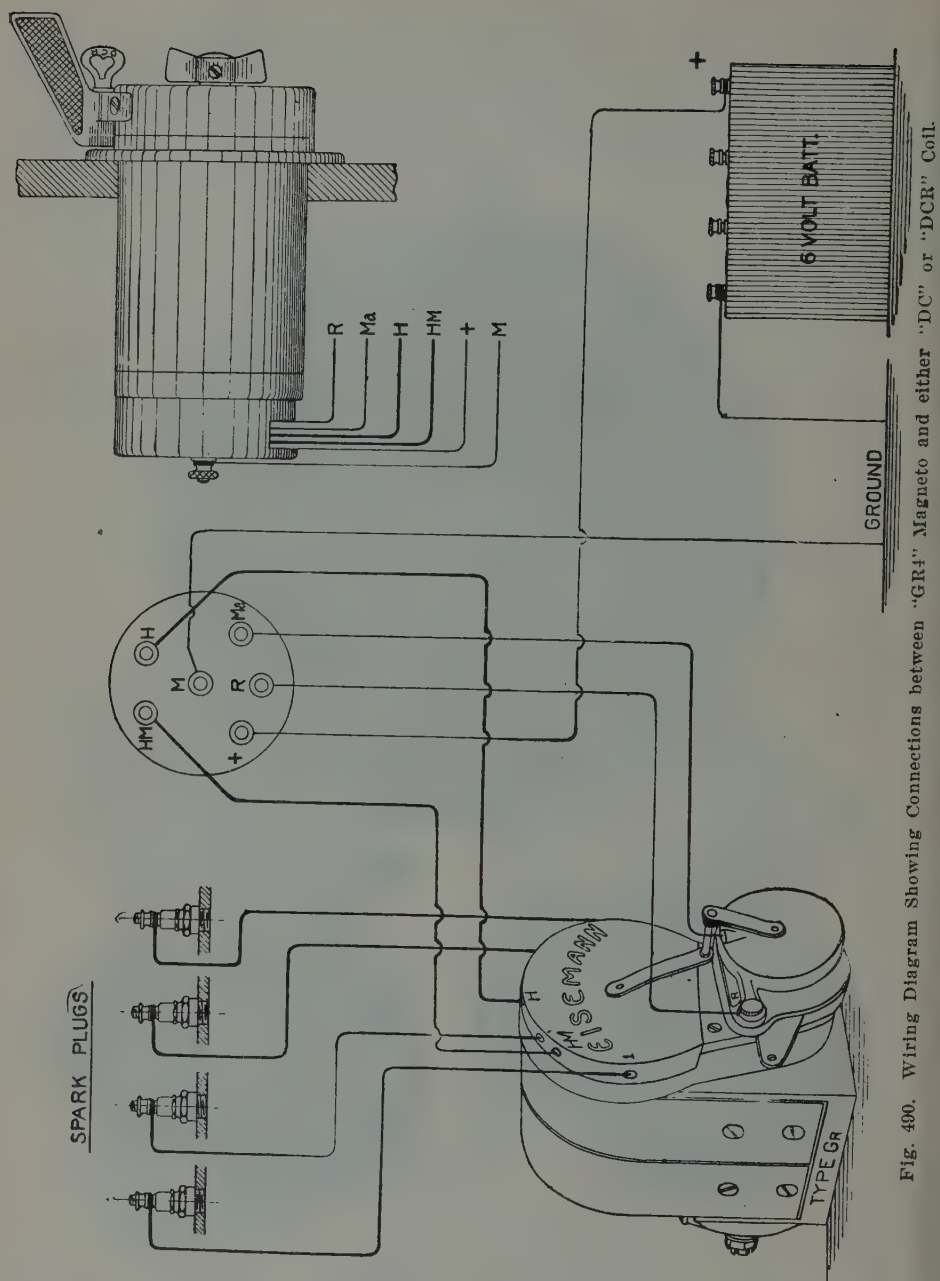 SPARK PLUGS
HM
H
M
+
R
Ma
R
Ma
H
HM
+
M
+
6 VOLT BATT.
GROUND
H
HM
EISEMANN
1
R
TYPE GR
Fig. 490. Wiring Diagram Showing Connections between "GR4" Magneto and either "DC" or "DCR" Coil.